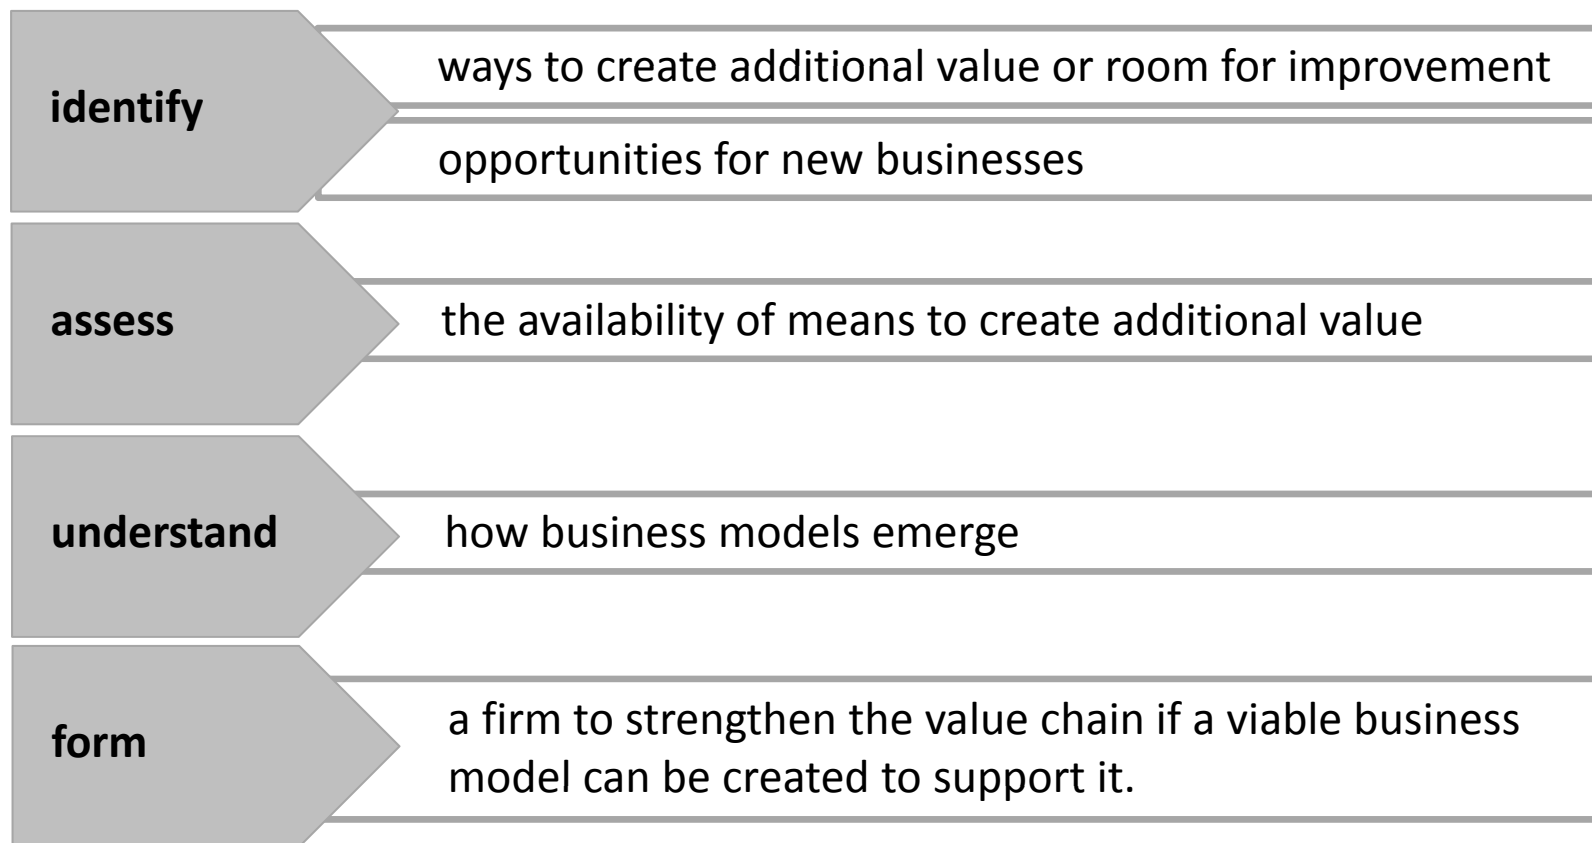 identify
ways to create additional value or room for improvement
opportunities for new businesses
assess
the availability of means to create additional value
understand
how business models emerge
form
a firm to strengthen the value chain if a viable business
model can be created to support it.